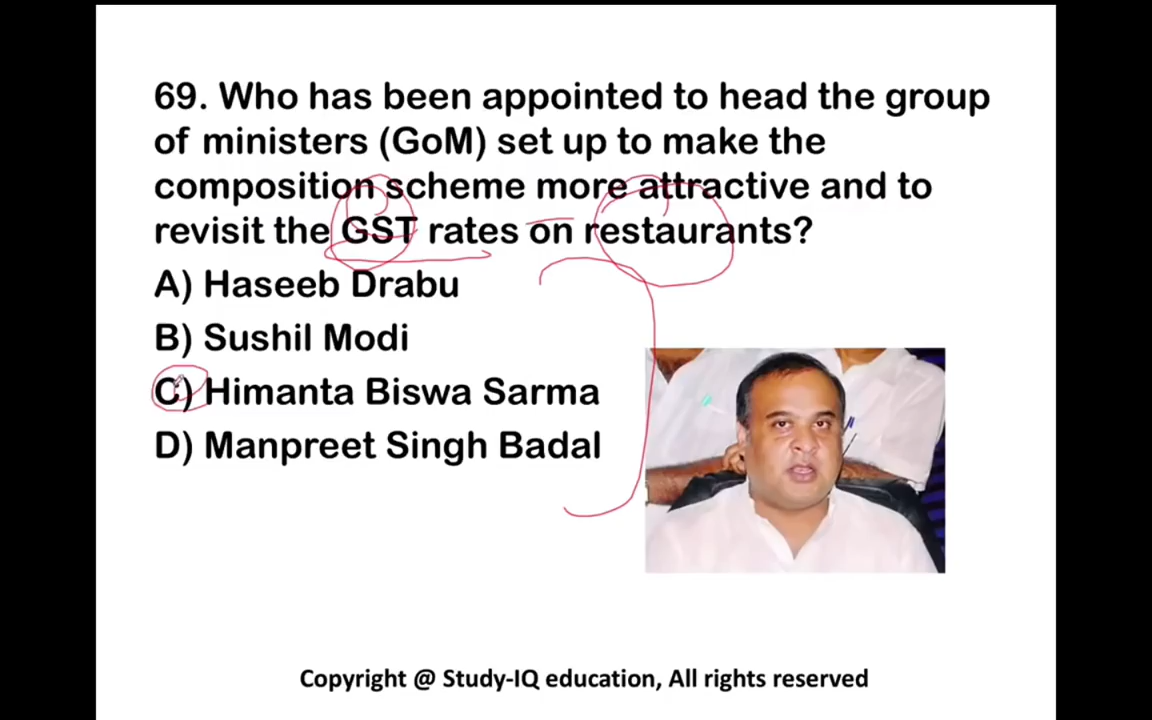 69. Who has been appointed to head the group
of ministers (GoM) set up to make the
composition scheme more attractive and to
revisit the GST rates on restaurants?
A) Haseeb Drabu
B) Sushil Modi
C) Himanta Biswa Sarma
D) Manpreet Singh Badal
Copyright @ Study-IQ education, All rights reserved